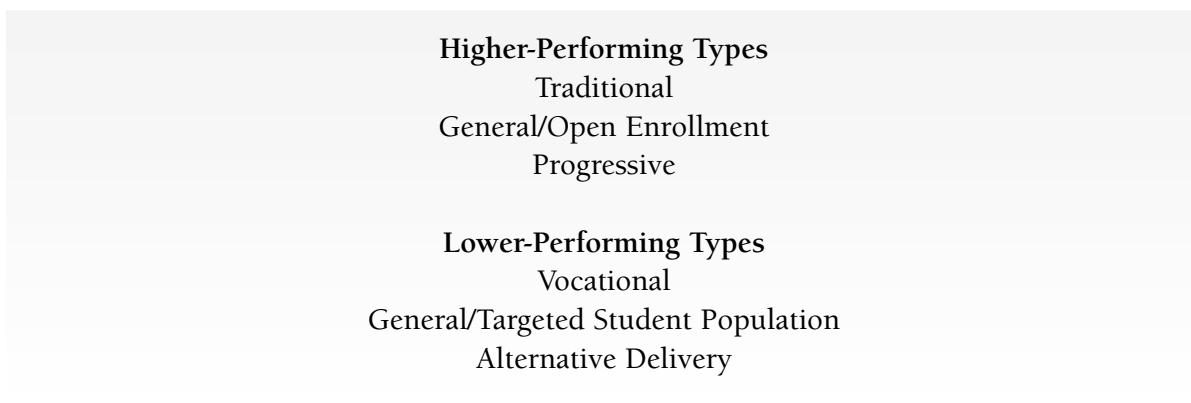 Higher-Performing Types
Traditional
General/Open Enrollment
Progressive
Lower-Performing Types
Vocational
General/Targeted Student Population
Alternative Delivery